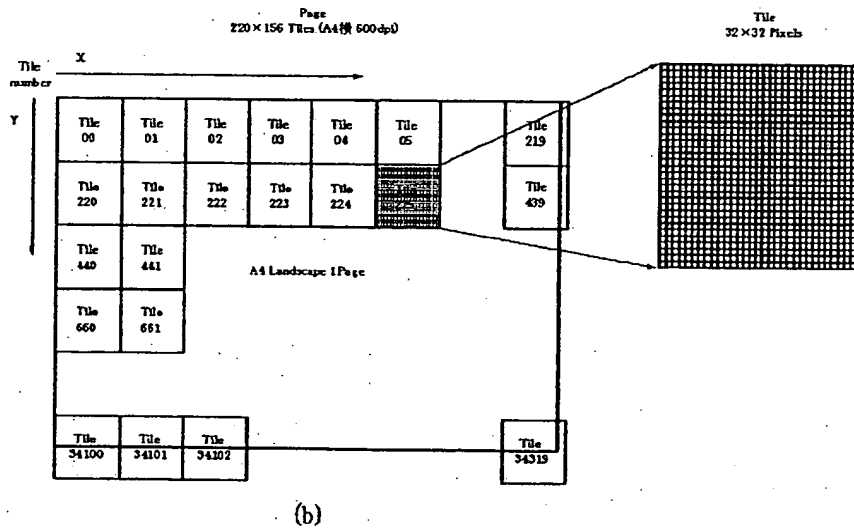 Page
220×156 Tiles (A4横 600dpi)
Tile
32×32 Pixels
Tile
number
X
Y
Tile
00
Tile
01
Tile
02
Tile
03
Tile
04
Tile
05
Tile
219
Tile
220
Tile
221
Tile
222
Tile
223
Tile
224
Tile
439
Tile
440
Tile
441
A4 Landscape 1Page
Tile
660
Tile
661
Tile
34100
Tile
34101
Tile
34102
Tile
34319
(b)